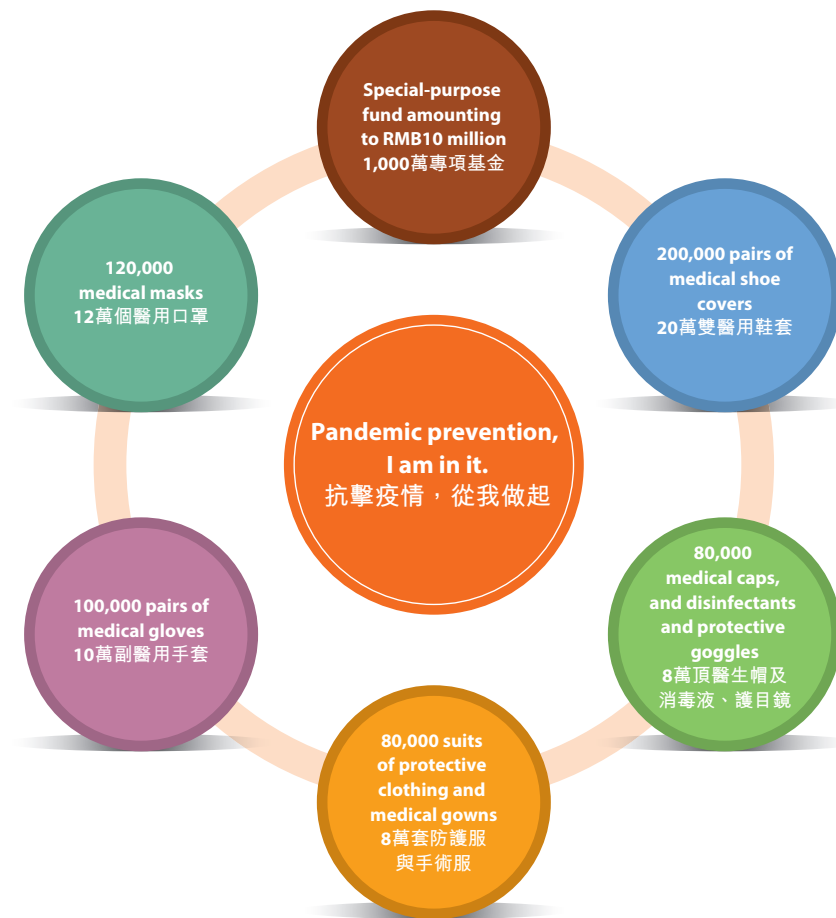 Special-purpose
fund amounting
to RMB10 million
1,000萬專項基金
120,000
medical masks
12萬個醫用口罩
200,000 pairs of
medical shoe
covers
20萬雙醫用鞋套
Pandemic prevention,
I am in it.
抗擊疫情，從我做起
100,000 pairs of
medical gloves
10萬副醫用手套
80,000
medical caps,
and disinfectants
and protective
goggles
8萬頂醫生帽及
消毒液、護目鏡
80,000 suits
of protective
clothing and
medical gowns
8萬套防護服
與手術服